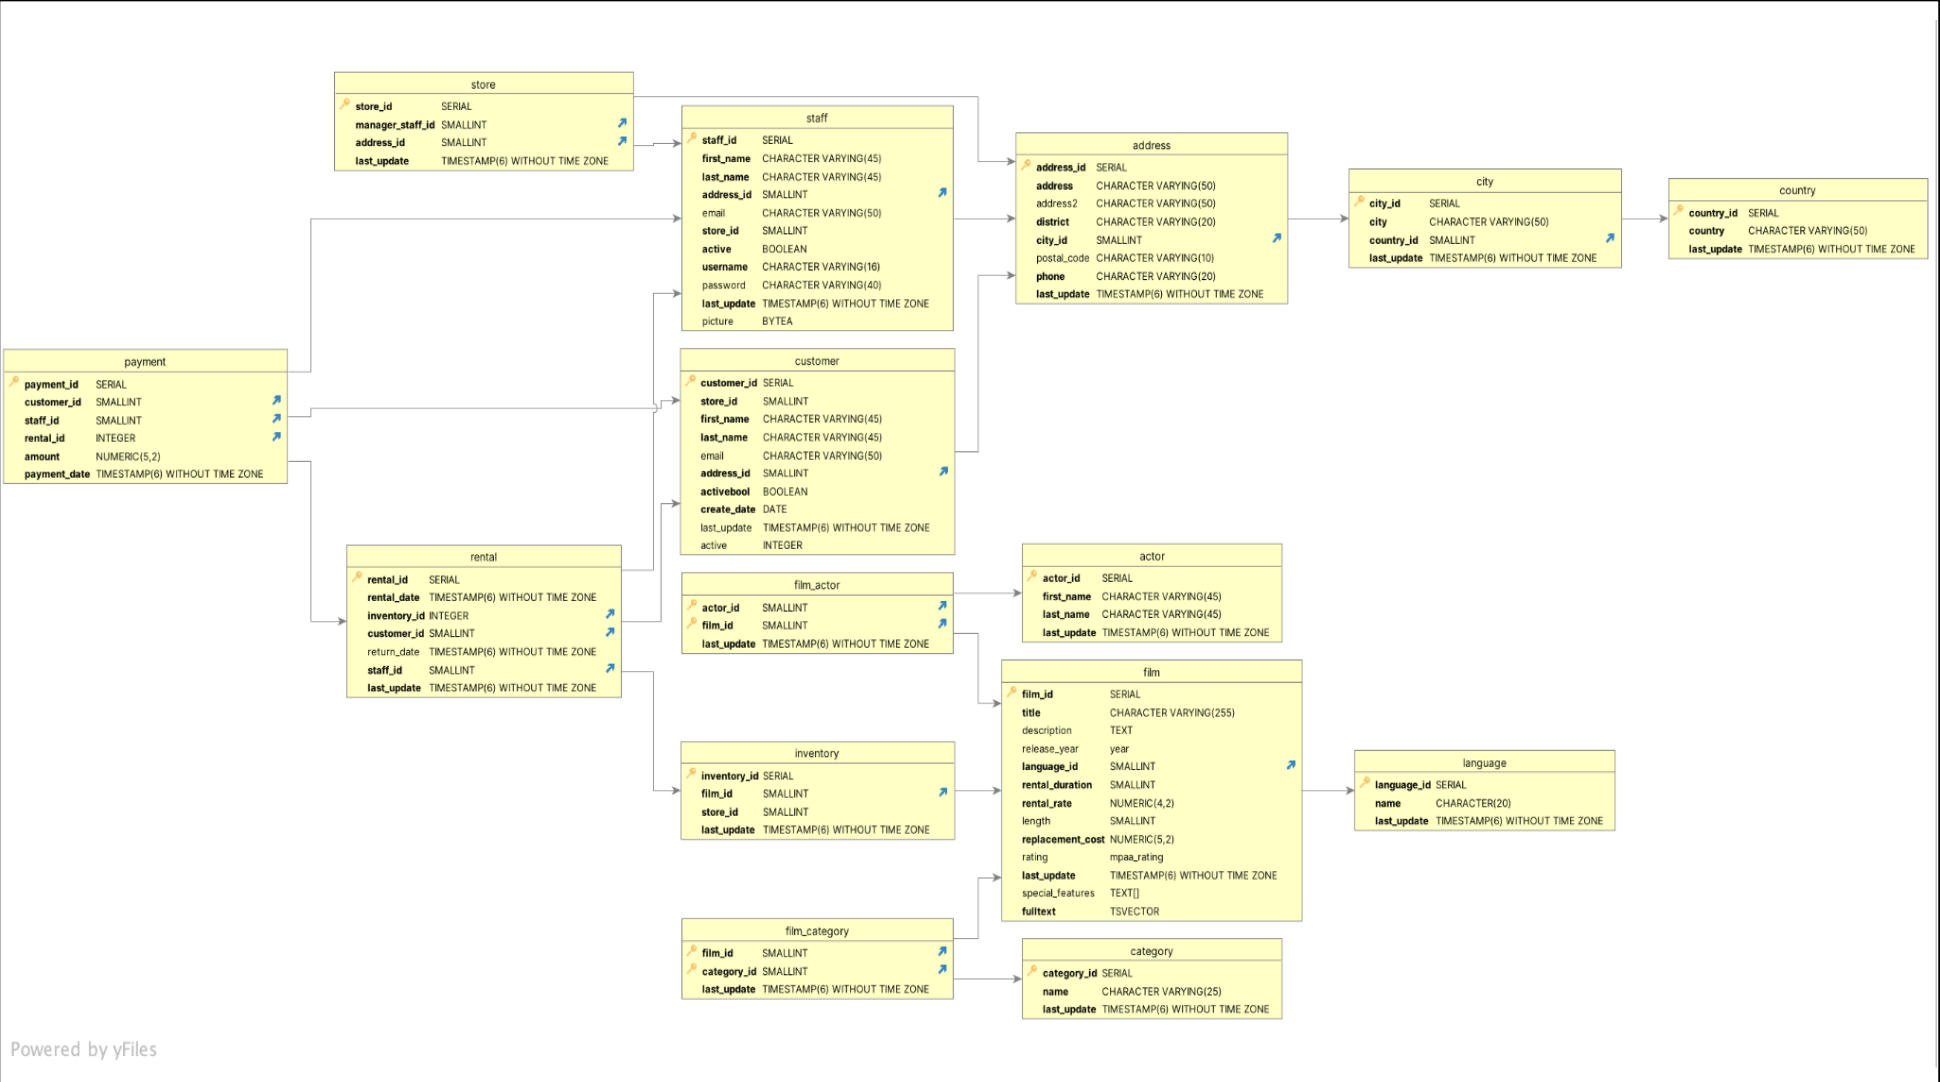 store
store_id SERIAL
manager_staff_id SMALLINT
address_id SMALLINT
last_update TIMESTAMP(6) WITHOUT TIME ZONE
staff
staff_id SERIAL
first_name CHARACTER VARYING(45)
last_name CHARACTER VARYING(45)
address_id SMALLINT
email CHARACTER VARYING(50)
store_id SMALLINT
active BOOLEAN
username CHARACTER VARYING(16)
password CHARACTER VARYING(40)
last_update TIMESTAMP(6) WITHOUT TIME ZONE
picture BYTEA
address
address_id SERIAL
address CHARACTER VARYING(50)
address2 CHARACTER VARYING(50)
district CHARACTER VARYING(20)
city_id SMALLINT
postal_code CHARACTER VARYING(10)
phone CHARACTER VARYING(20)
last_update TIMESTAMP(6) WITHOUT TIME ZONE
city
city_id SERIAL
city CHARACTER VARYING(50)
country_id SMALLINT
last_update TIMESTAMP(6) WITHOUT TIME ZONE
country
country_id SERIAL
country CHARACTER VARYING(50)
last_update TIMESTAMP(6) WITHOUT TIME ZONE
payment
payment_id SERIAL
customer_id SMALLINT
staff_id SMALLINT
rental_id INTEGER
amount NUMERIC(5,2)
payment_date TIMESTAMP(6) WITHOUT TIME ZONE
customer
customer_id SERIAL
store_id SMALLINT
first_name CHARACTER VARYING(45)
last_name CHARACTER VARYING(45)
email CHARACTER VARYING(50)
address_id SMALLINT
activebool BOOLEAN
create_date DATE
last_update TIMESTAMP(6) WITHOUT TIME ZONE
active INTEGER
rental
rental_id SERIAL
rental_date TIMESTAMP(6) WITHOUT TIME ZONE
inventory_id INTEGER
customer_id SMALLINT
return_date TIMESTAMP(6) WITHOUT TIME ZONE
staff_id SMALLINT
last_update TIMESTAMP(6) WITHOUT TIME ZONE
film_actor
actor_id SMALLINT
film_id SMALLINT
last_update TIMESTAMP(6) WITHOUT TIME ZONE
actor
actor_id SERIAL
first_name CHARACTER VARYING(45)
last_name CHARACTER VARYING(45)
last_update TIMESTAMP(6) WITHOUT TIME ZONE
film
film_id SERIAL
title CHARACTER VARYING(255)
description TEXT
release_year year
language_id SMALLINT
rental_duration SMALLINT
rental_rate NUMERIC(4,2)
length SMALLINT
replacement_cost NUMERIC(5,2)
rating mpaa_rating
last_update TIMESTAMP(6) WITHOUT TIME ZONE
special_features TEXT[]
fulltext TSVECTOR
inventory
inventory_id SERIAL
film_id SMALLINT
store_id SMALLINT
last_update TIMESTAMP(6) WITHOUT TIME ZONE
language
language_id SERIAL
name CHARACTER(20)
last_update TIMESTAMP(6) WITHOUT TIME ZONE
film_category
film_id SMALLINT
category_id SMALLINT
last_update TIMESTAMP(6) WITHOUT TIME ZONE
category
category_id SERIAL
name CHARACTER VARYING(25)
last_update TIMESTAMP(6) WITHOUT TIME ZONE
Powered by yFiles